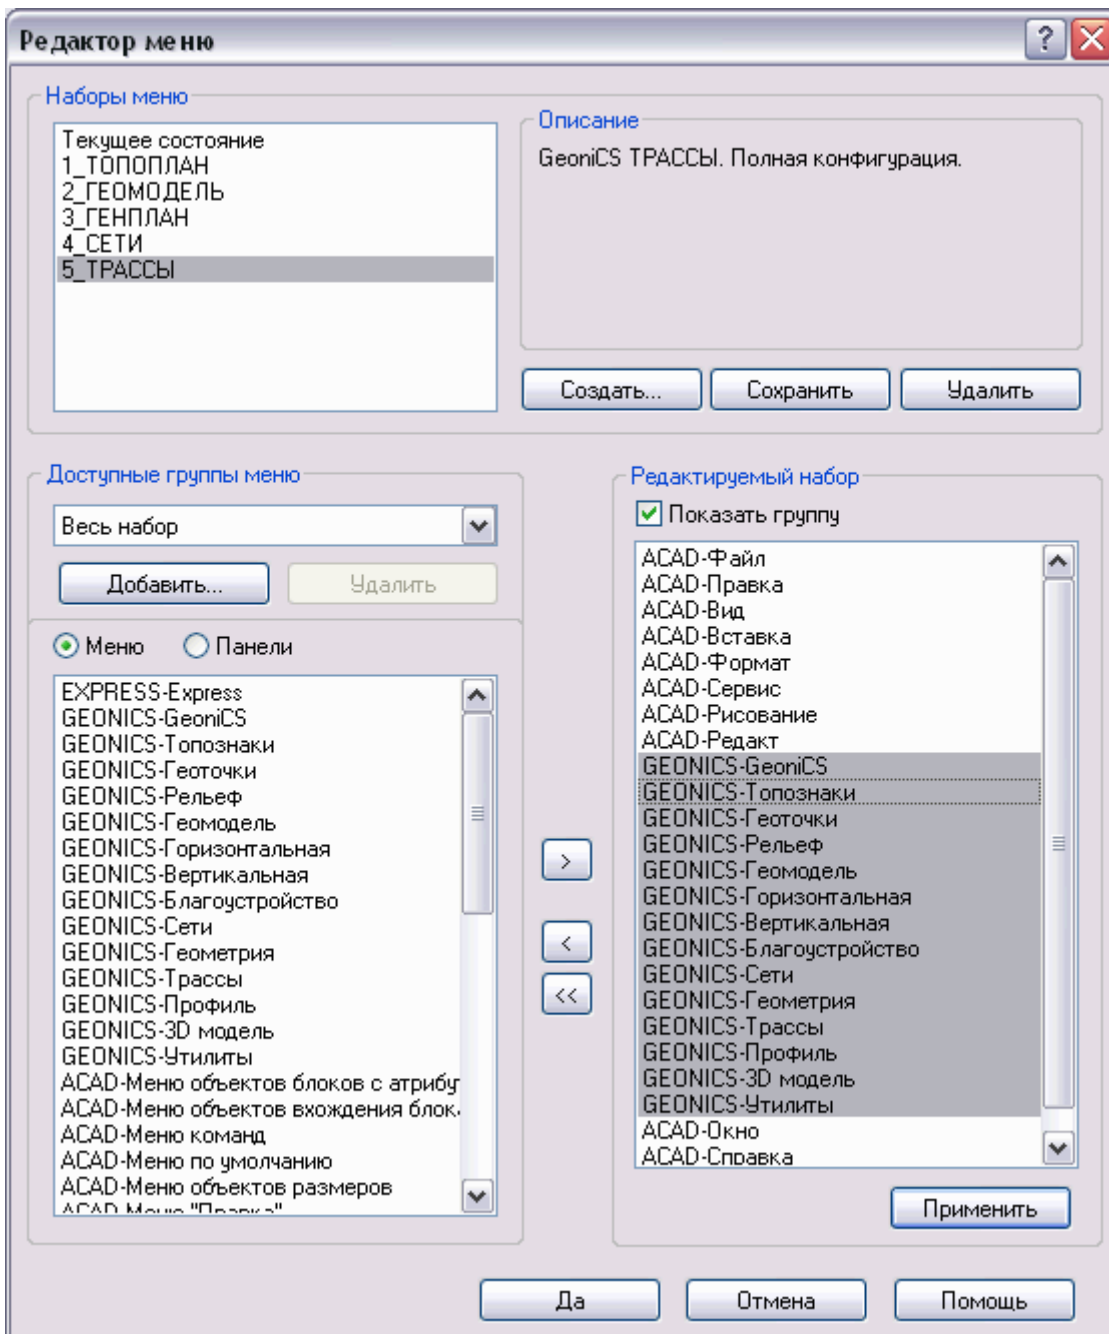 Редактор меню
Наборы меню
Текущее состояние
1_ТОПОПЛАН
2_ГЕОМОДЕЛЬ
3_ГЕНПЛАН
4_СЕТИ
5_ТРАССЫ
Описание
GeoniCS ТРАССЫ. Полная конфигурация.
Создать...
Сохранить
Удалить
Доступные группы меню
Весь набор
Добавить...
Удалить
Меню
Панели
EXPRESS-Express
GEONICS-GeoniCS
GEONICS-Топознаки
GEONICS-Геоточки
GEONICS-Рельеф
GEONICS-Геомодель
GEONICS-Горизонтальная
GEONICS-Вертикальная
GEONICS-Благоустройство
GEONICS-Сети
GEONICS-Геометрия
GEONICS-Трассы
GEONICS-Профиль
GEONICS-3D модель
GEONICS-Утилиты
ACAD-Меню объектов блоков с атрибу
ACAD-Меню объектов вхождения блок
ACAD-Меню команд
ACAD-Меню по умолчанию
ACAD-Меню объектов размеров
ACAD-Меню "Правка"
>
<
<<
Редактируемый набор
Показать группу
ACAD-Файл
ACAD-Правка
ACAD-Вид
ACAD-Вставка
ACAD-Формат
ACAD-Сервис
ACAD-Рисование
ACAD-Редакт
GEONICS-GeoniCS
GEONICS-Топознаки
GEONICS-Геоточки
GEONICS-Рельеф
GEONICS-Геомодель
GEONICS-Горизонтальная
GEONICS-Вертикальная
GEONICS-Благоустройство
GEONICS-Сети
GEONICS-Геометрия
GEONICS-Трассы
GEONICS-Профиль
GEONICS-3D модель
GEONICS-Утилиты
ACAD-Окно
ACAD-Справка
Применить
Да
Отмена
Помощь